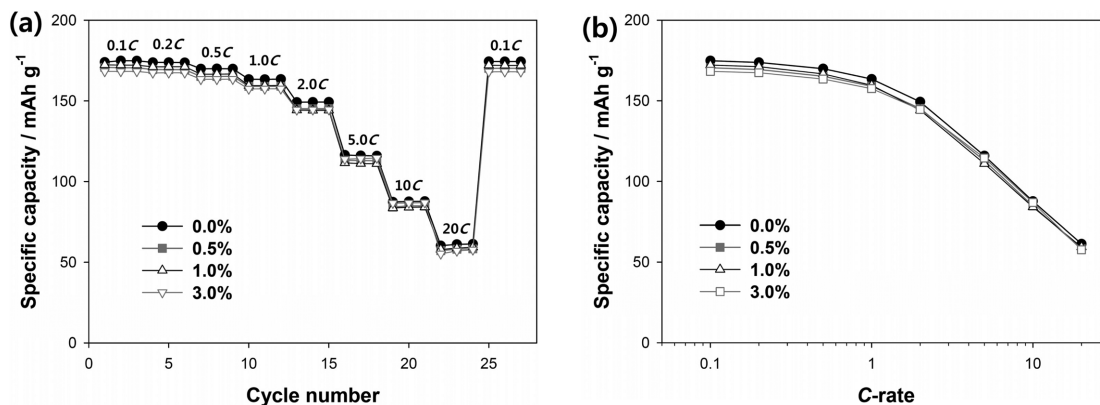 (a)
Specific capacity / mAh g⁻¹
200
150
100
50
0
0.1C 0.2C 0.5C 1.0C 2.0C 5.0C 10C 20C 0.1C
0.0%
0.5%
1.0%
3.0%
0 5 10 15 20 25
Cycle number
(b)
Specific capacity / mAh g⁻¹
200
150
100
50
0
0.0%
0.5%
1.0%
3.0%
0.1 1 10
C-rate